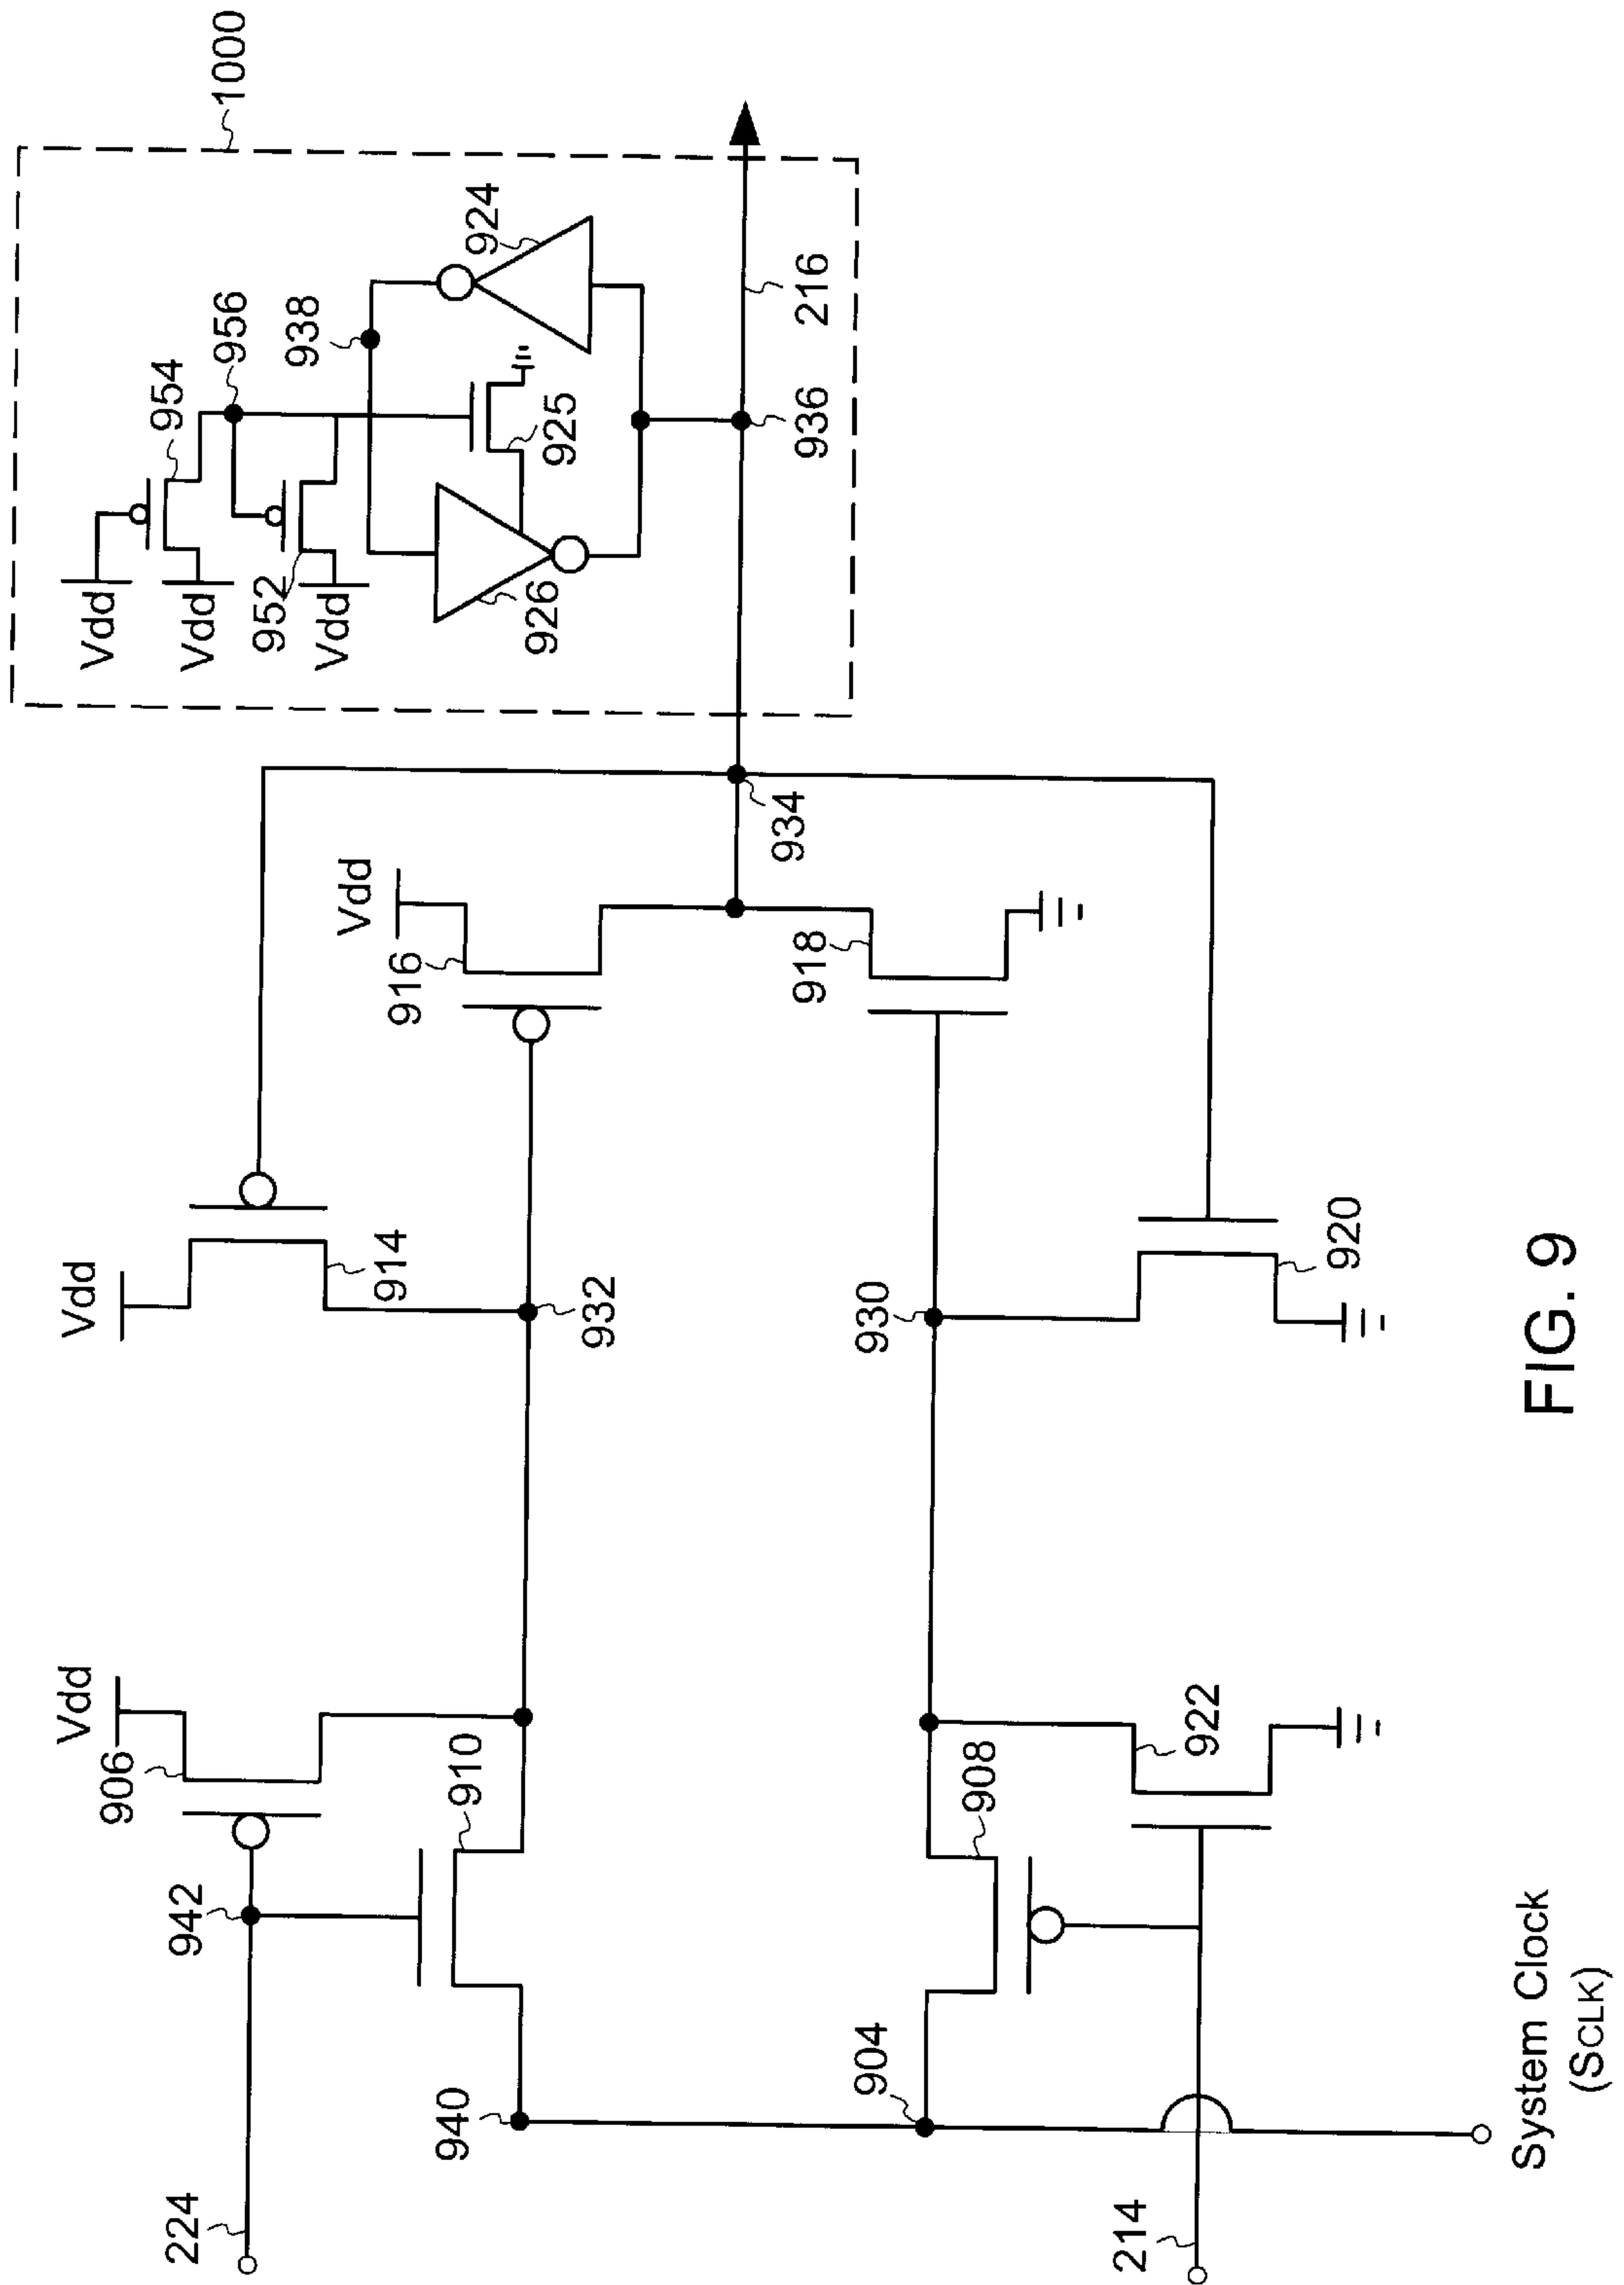 1000
Vdd
954
956
Vdd
952
938
924
Vdd
925
926
936
216
Vdd
906
942
224
Vdd
914
Vdd
916
910
932
940
934
918
930
904
908
214
922
920
System Clock
(SCLK)
FIG. 9